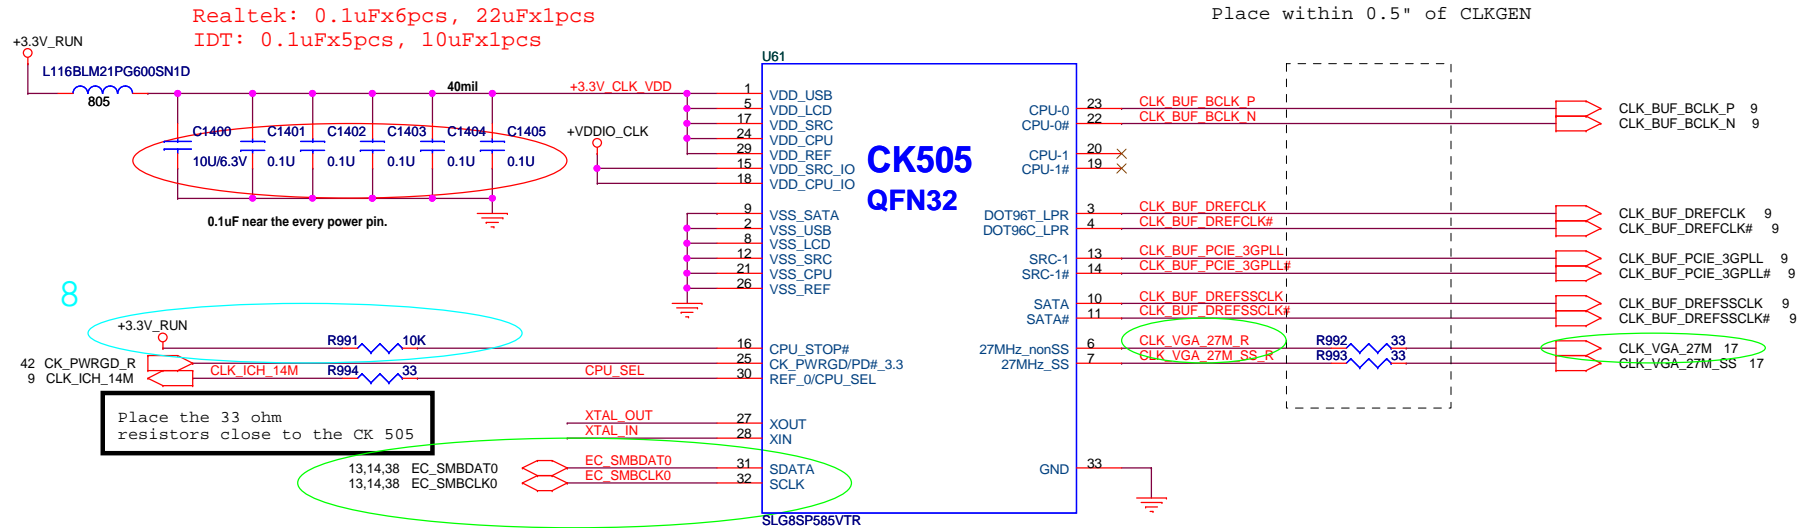 Realtek: 0.1uFx6pcs, 22uFx1pcs
IDT: 0.1uFx5pcs, 10uFx1pcs
Place within 0.5" of CLKGEN
+3.3V_RUN
L116BLM21PG600SN1D
805
40mil
+3.3V_CLK_VDD
C1400
10U/6.3V
C1401
0.1U
C1402
0.1U
C1403
0.1U
C1404
0.1U
C1405
0.1U
0.1uF near the every power pin.
+VDDIO_CLK
U61
CK505
QFN32
1 VDD_USB
5 VDD_LCD
17 VDD_SRC
24 VDD_CPU
29 VDD_REF
15 VDD_SRC_IO
18 VDD_CPU_IO
9 VSS_SATA
2 VSS_USB
8 VSS_LCD
12 VSS_SRC
21 VSS_CPU
26 VSS_REF
8
+3.3V_RUN
R991 10K
16 CPU_STOP#
42 CK_PWRGD_R
25 CK_PWRGD/PD#_3.3
9 CLK_ICH_14M
CLK_ICH_14M
R994 33
CPU_SEL
30 REF_0/CPU_SEL
Place the 33 ohm
resistors close to the CK 505
XTAL_OUT 27 XOUT
XTAL_IN 28 XIN
13,14,38 EC_SMBDAT0 EC_SMBDAT0 31 SDATA
13,14,38 EC_SMBCLK0 EC_SMBCLK0 32 SCLK
SLG8SP585VTR
CPU-0 23 CLK_BUF_BCLK_P CLK_BUF_BCLK_P 9
CPU-0# 22 CLK_BUF_BCLK_N CLK_BUF_BCLK_N 9
CPU-1 20
CPU-1# 19
DOT96T_LPR 3 CLK_BUF_DREFCLK CLK_BUF_DREFCLK 9
DOT96C_LPR 4 CLK_BUF_DREFCLK# CLK_BUF_DREFCLK# 9
SRC-1 13 CLK_BUF_PCIE_3GPLL CLK_BUF_PCIE_3GPLL 9
SRC-1# 14 CLK_BUF_PCIE_3GPLL# CLK_BUF_PCIE_3GPLL# 9
SATA 10 CLK_BUF_DREFSSCLK CLK_BUF_DREFSSCLK 9
SATA# 11 CLK_BUF_DREFSSCLK# CLK_BUF_DREFSSCLK# 9
27MHz_nonSS 6 CLK_VGA_27M_R R992 33 CLK_VGA_27M 17
27MHz_SS 7 CLK_VGA_27M_SS_R R993 33 CLK_VGA_27M_SS 17
GND 33